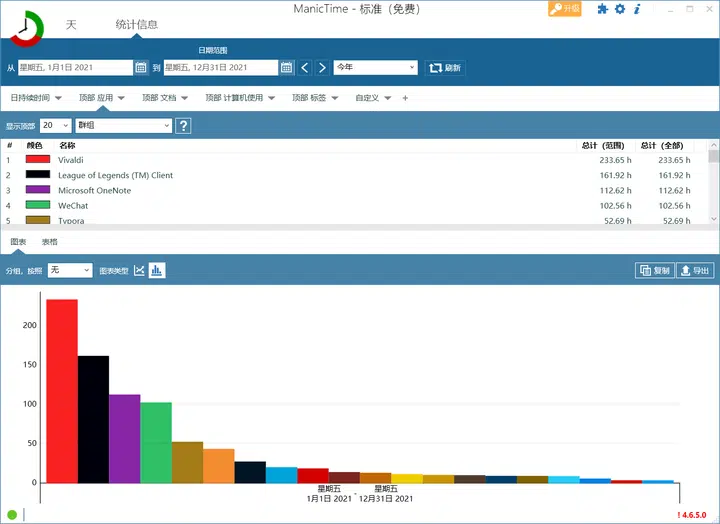 ManicTime - 标准（免费）
升级
天 统计信息
日期范围
从 星期五, 1月1日 2021 到 星期五, 12月31日 2021 今年 刷新
日持续时间 顶部 应用 顶部 文档 顶部 计算机使用 顶部 标签 自定义 +
显示顶部 20 群组 ?
# 颜色 名称 总计（范围） 总计（全部）
1 Vivaldi 233.65 h 233.65 h
2 League of Legends (TM) Client 161.92 h 161.92 h
3 Microsoft OneNote 112.62 h 112.62 h
4 WeChat 102.56 h 102.56 h
5 Typora 52.69 h 52.69 h
图表 表格
分组，按照 无 图表类型 复制 导出
200
150
100
50
0
星期五 星期五
1月1日 2021 - 12月31日 2021
! 4.6.5.0